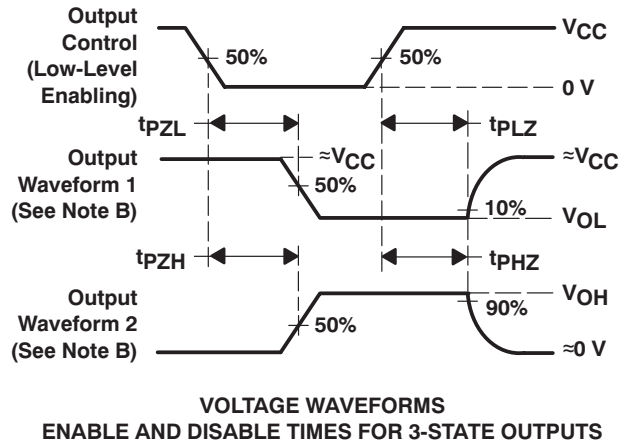 Output
Control
(Low-Level
Enabling)
50%
50%
VCC
0 V
tPZL
tPLZ
Output
Waveform 1
(See Note B)
≈VCC
50%
≈VCC
10%
VOL
tPZH
tPHZ
Output
Waveform 2
(See Note B)
50%
VOH
90%
≈0 V
VOLTAGE WAVEFORMS
ENABLE AND DISABLE TIMES FOR 3-STATE OUTPUTS